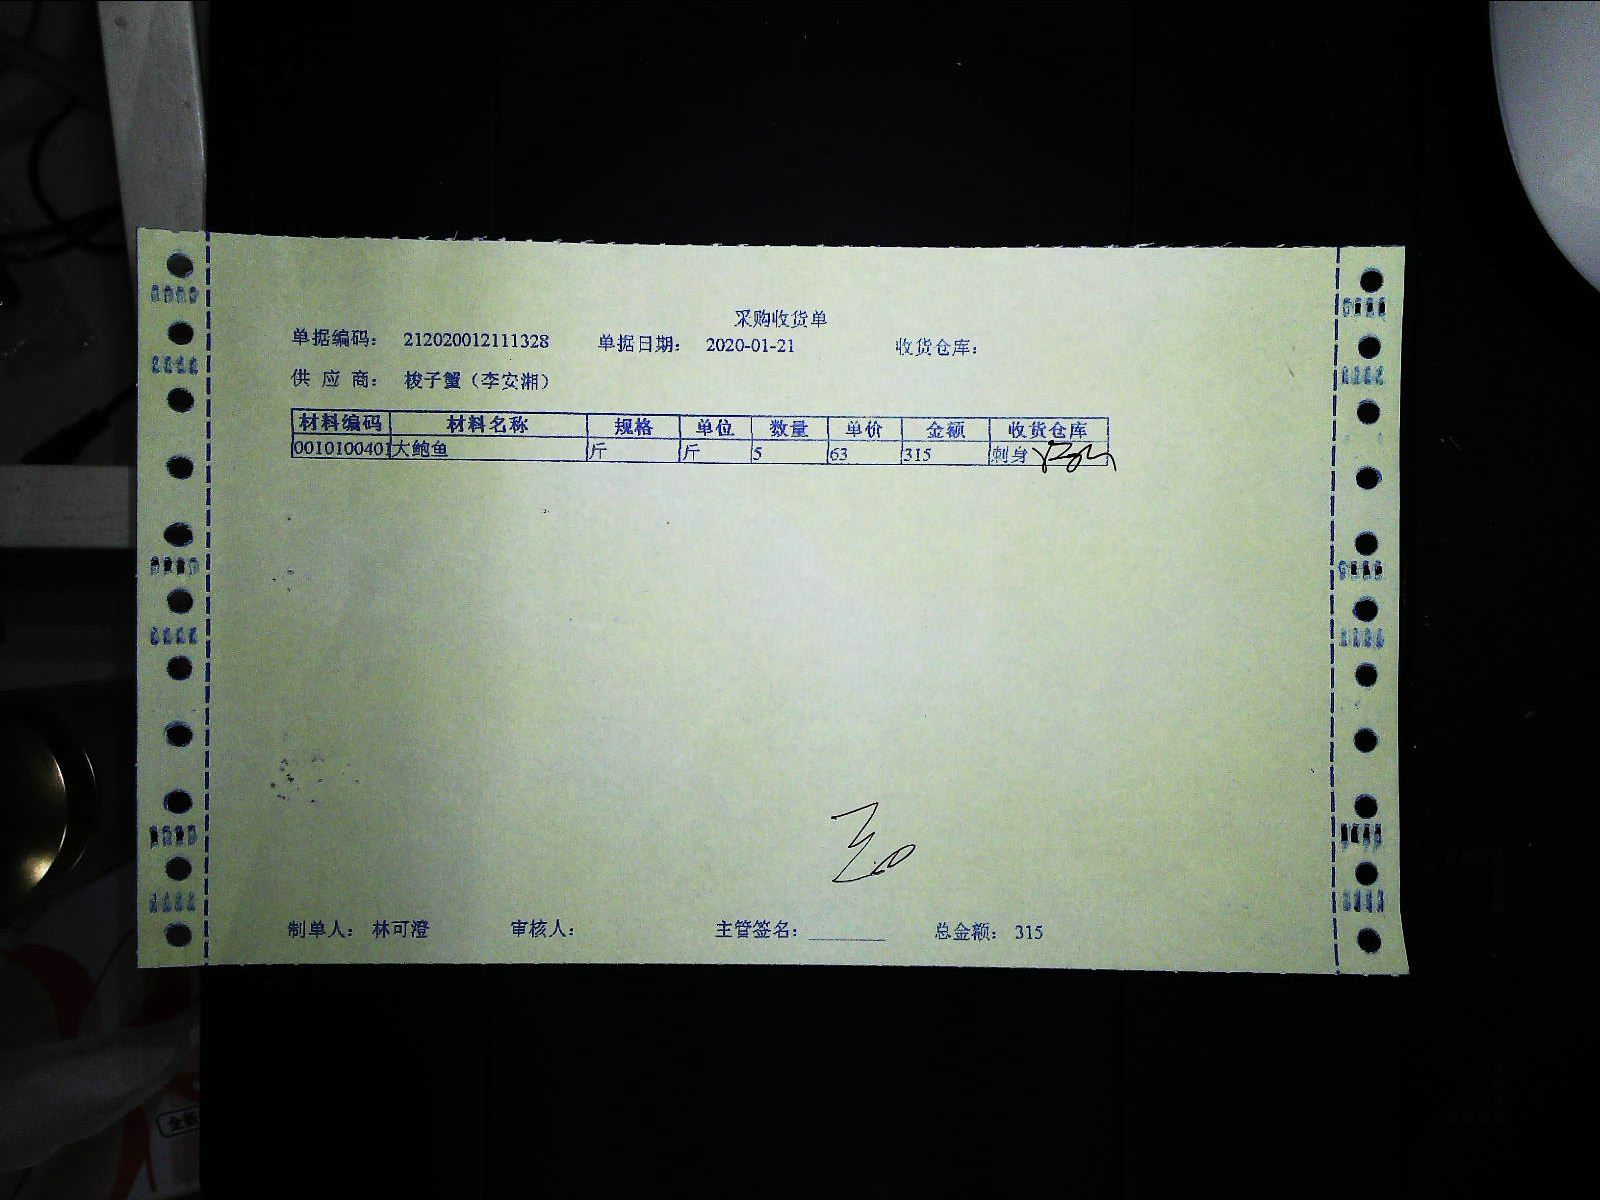 采购收货单
单据编码： 212020012111328 单据日期： 2020-01-21 收货仓库：
供 应 商： 梭子蟹（李安湘）
材料编码 材料名称 规格 单位 数量 单价 金额 收货仓库
0010100401 大鲍鱼 斤 斤 5 63 315 刺身
制单人： 林可澄 审核人： 主管签名： 总金额： 315